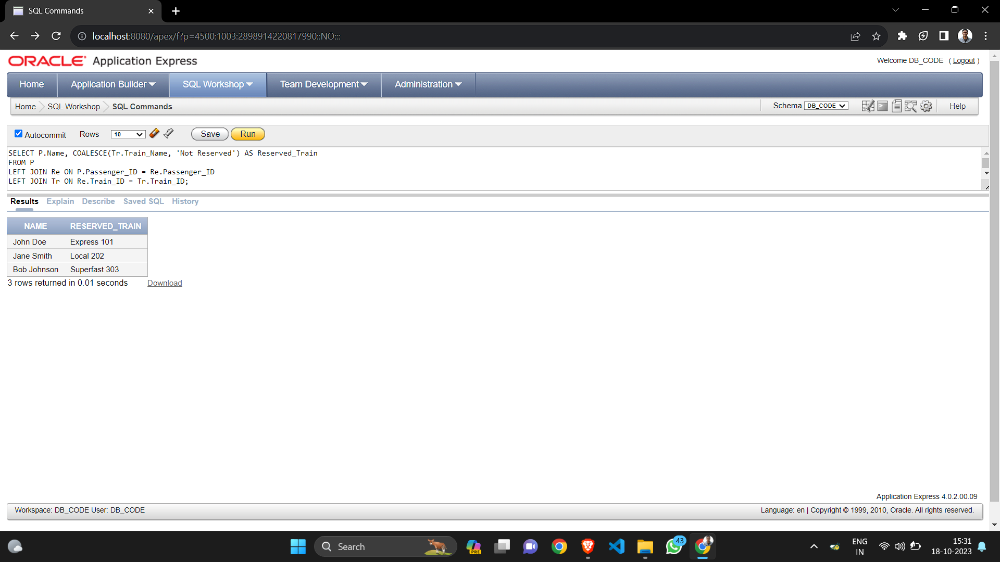 SQL Commands
localhost:8080/apex/f?p=4500:1003:2898914220817990::NO:::
ORACLE Application Express
Welcome DB_CODE ( Logout )
Home Application Builder SQL Workshop Team Development Administration
Home SQL Workshop SQL Commands Schema DB_CODE Help
Autocommit Rows 10 Save Run
SELECT P.Name, COALESCE(Tr.Train_Name, 'Not Reserved') AS Reserved_Train
FROM P
LEFT JOIN Re ON P.Passenger_ID = Re.Passenger_ID
LEFT JOIN Tr ON Re.Train_ID = Tr.Train_ID;
Results Explain Describe Saved SQL History
NAME RESERVED_TRAIN
John Doe Express 101
Jane Smith Local 202
Bob Johnson Superfast 303
3 rows returned in 0.01 seconds Download
Application Express 4.0.2.00.09
Workspace: DB_CODE User: DB_CODE Language: en | Copyright © 1999, 2010, Oracle. All rights reserved.
Search PRE 43 ENG 15:31
IN 18-10-2023